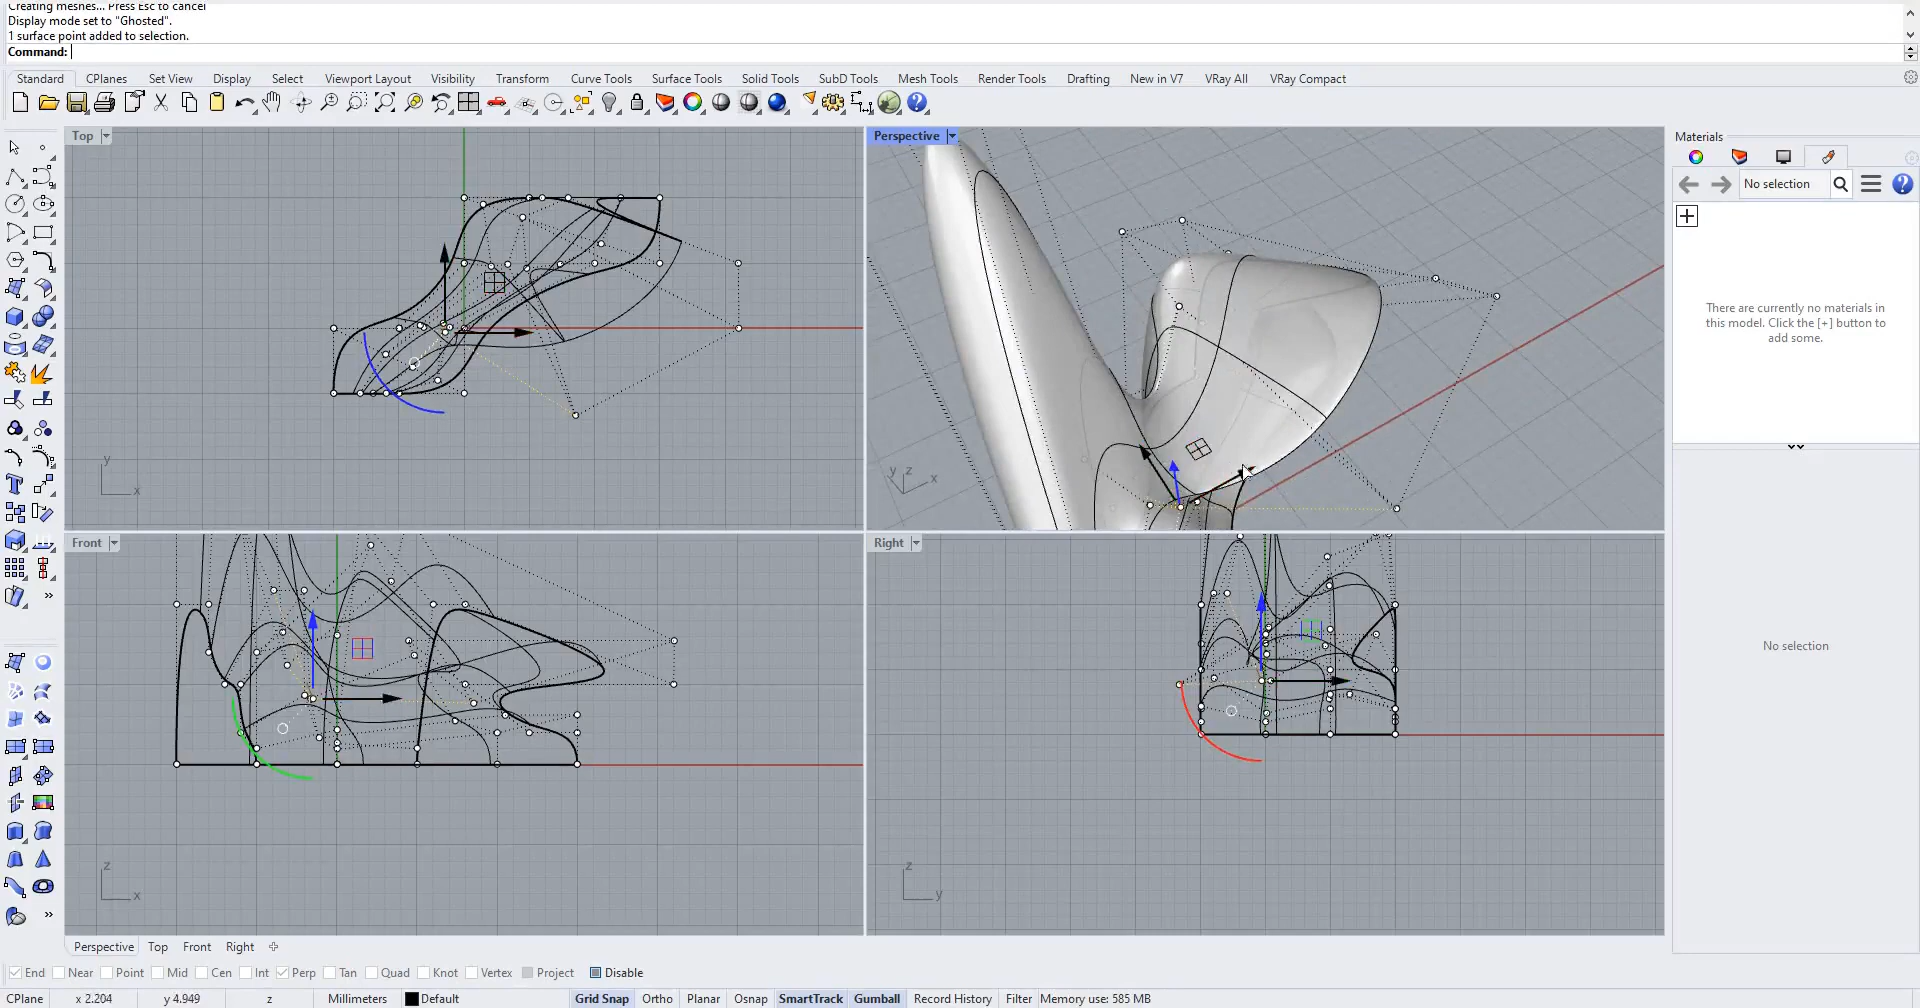 Creating meshes... Press Esc to cancel
Display mode set to "Ghosted".
1 surface point added to selection.
Command:
Standard CPlanes Set View Display Select Viewport Layout Visibility Transform Curve Tools Surface Tools Solid Tools SubD Tools Mesh Tools Render Tools Drafting New in V7 VRay All VRay Compact
Top
Perspective
Materials
No selection
There are currently no materials in
this model. Click the [+] button to
add some.
y
x
y
z
x
Front
Right
No selection
z
x
z
y
Perspective Top Front Right
End Near Point Mid Cen Int Perp Tan Quad Knot Vertex Project Disable
CPlane x 2.204 y 4.949 z Millimeters Default Grid Snap Ortho Planar Osnap SmartTrack Gumball Record History Filter Memory use: 585 MB